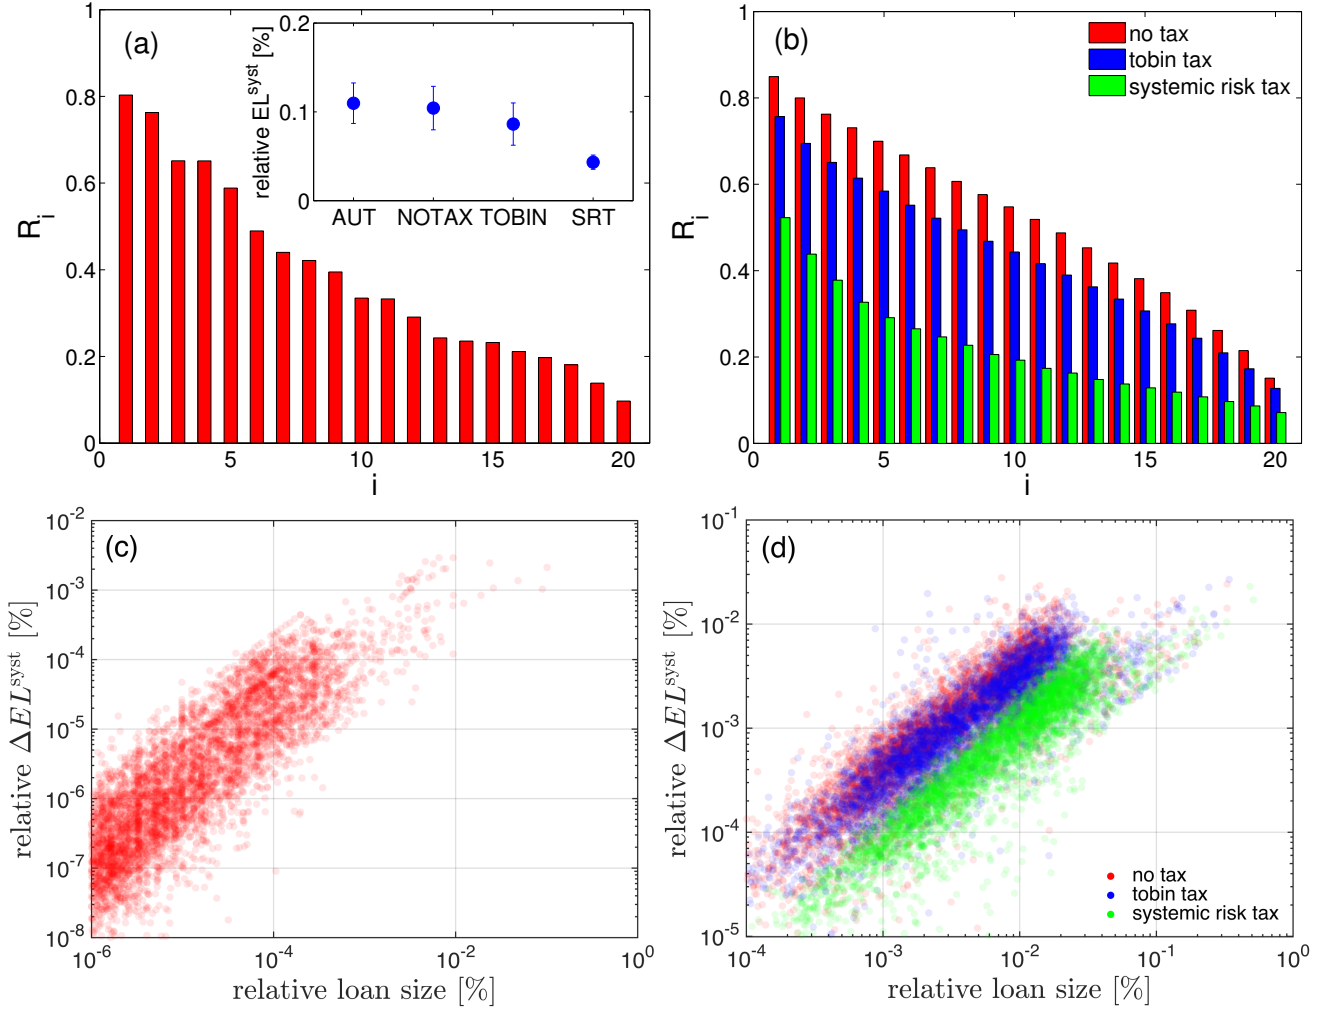 (a)
R_i
1
0.8
0.6
0.4
0.2
0
0 5 10 15 20
i
relative EL^syst [%]
0.2
0.1
0
AUT NOTAX TOBIN SRT
(b)
R_i
1
0.8
0.6
0.4
0.2
0
0 5 10 15 20
i
no tax
tobin tax
systemic risk tax
(c)
relative ΔEL^syst [%]
10^-2
10^-3
10^-4
10^-5
10^-6
10^-7
10^-8
10^-6 10^-4 10^-2 10^0
relative loan size [%]
(d)
relative ΔEL^syst [%]
10^-1
10^-2
10^-3
10^-4
10^-5
10^-4 10^-3 10^-2 10^-1 10^0
relative loan size [%]
no tax
tobin tax
systemic risk tax